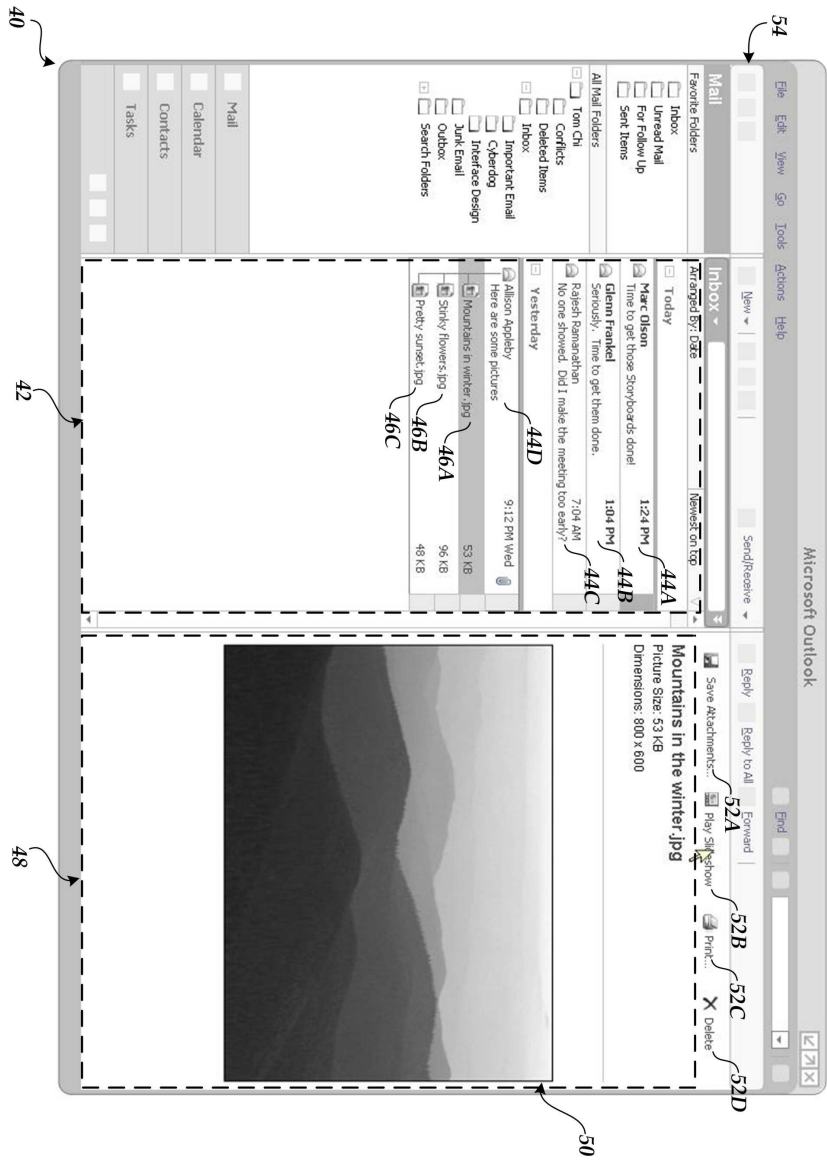 Microsoft Outlook
File Edit View Go Tools Actions Help
Find
54
New
Send/Receive
Reply
Reply to All
Forward
Mail
Favorite Folders
Inbox
Unread Mail
For Follow Up
Sent Items
All Mail Folders
Tom Chi
Conflicts
Deleted Items
Inbox
Important Email
Cyberdog
Interface Design
Junk Email
Outbox
Search Folders
Mail
Calendar
Contacts
Tasks
40
Inbox
Arranged By: Date
Newest on top
Today
Marc Olson
Time to get those Storyboards done!
1:24 PM
44A
Glenn Frankel
Seriously. Time to get them done.
1:04 PM
44B
Rajesh Ramanathan
7:04 AM
No one showed. Did I make the meeting too early?
44C
Yesterday
Allison Appleby
9:12 PM Wed
Here are some pictures
44D
Mountains in winter.jpg
53 KB
46A
Stinky flowers.jpg
96 KB
46B
Pretty sunset.jpg
48 KB
46C
42
Save Attachments...
52A
Play Slideshow
52B
Print...
52C
Delete
52D
Mountains in the winter.jpg
Picture Size: 53 KB
Dimensions: 800 x 600
50
48